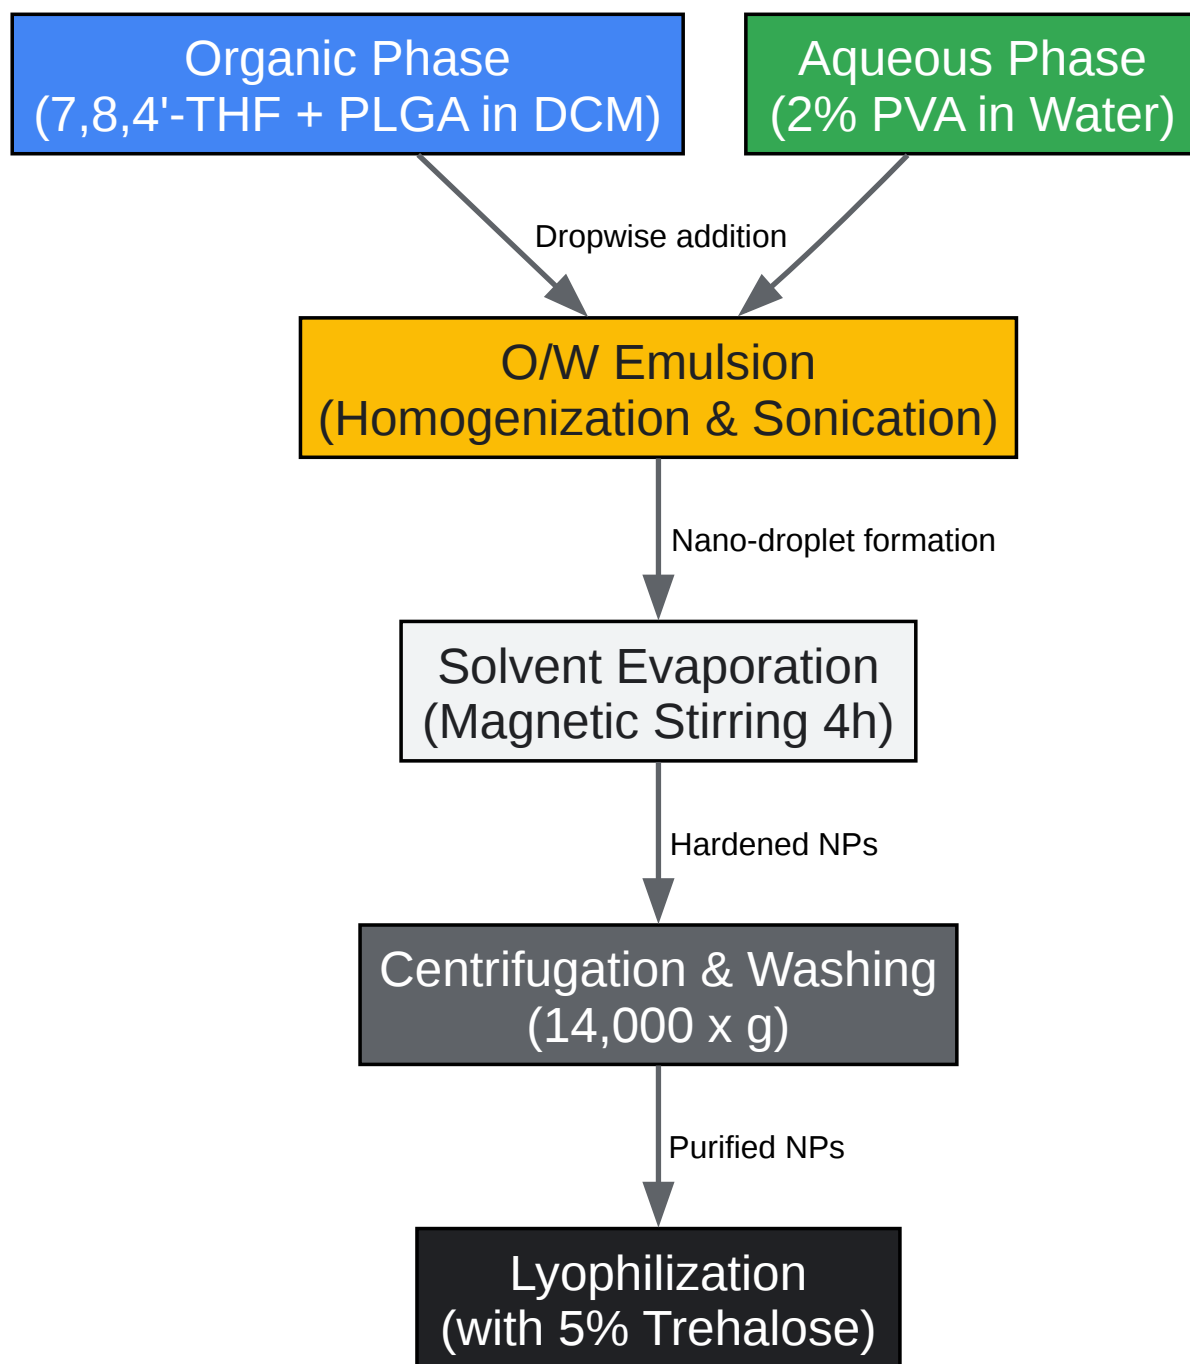 Organic Phase
(7,8,4'-THF + PLGA in DCM)
Aqueous Phase
(2% PVA in Water)
Dropwise addition
O/W Emulsion
(Homogenization & Sonication)
Nano-droplet formation
Solvent Evaporation
(Magnetic Stirring 4h)
Hardened NPs
Centrifugation & Washing
(14,000 x g)
Purified NPs
Lyophilization
(with 5% Trehalose)